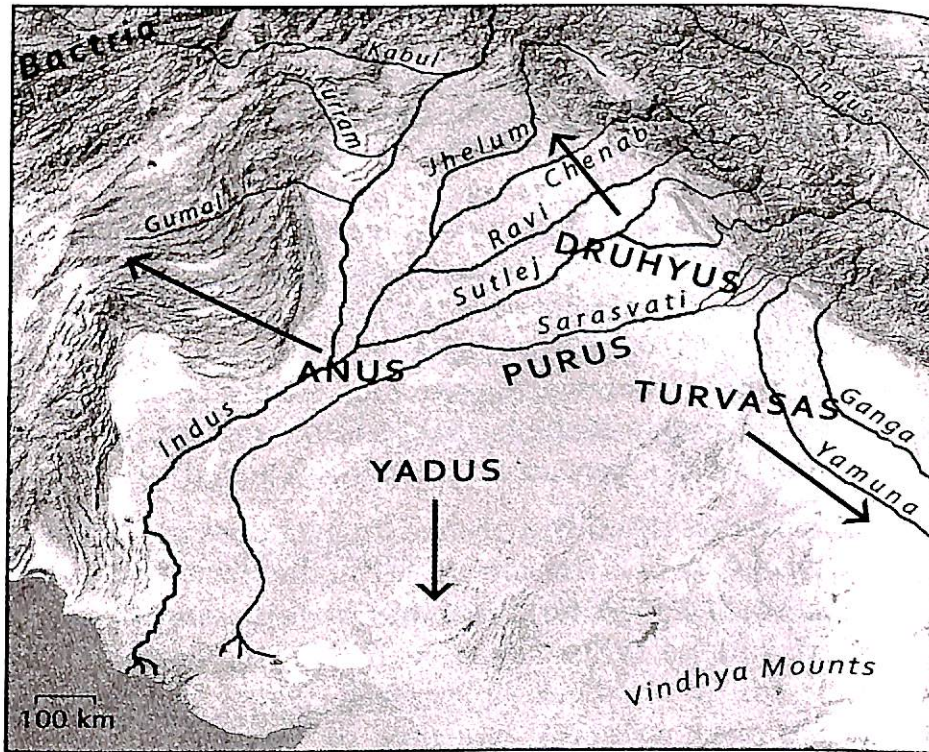 Bactria
Kabul
Kurram
Indus
Jhelum
Chenab
Gumal
Ravi
DRUHYUS
Sutlej
Sarasvati
ANUS
PURUS
TURVASAS
Ganga
Indus
YADUS
Yamuna
Vindhya Mounts
100 km